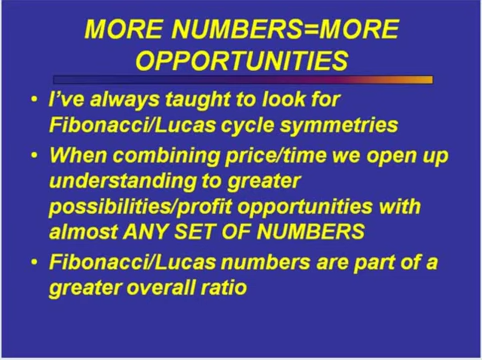 MORE NUMBERS=MORE
OPPORTUNITIES
• I've always taught to look for
Fibonacci/Lucas cycle symmetries
• When combining price/time we open up
understanding to greater
possibilities/profit opportunities with
almost ANY SET OF NUMBERS
• Fibonacci/Lucas numbers are part of a
greater overall ratio